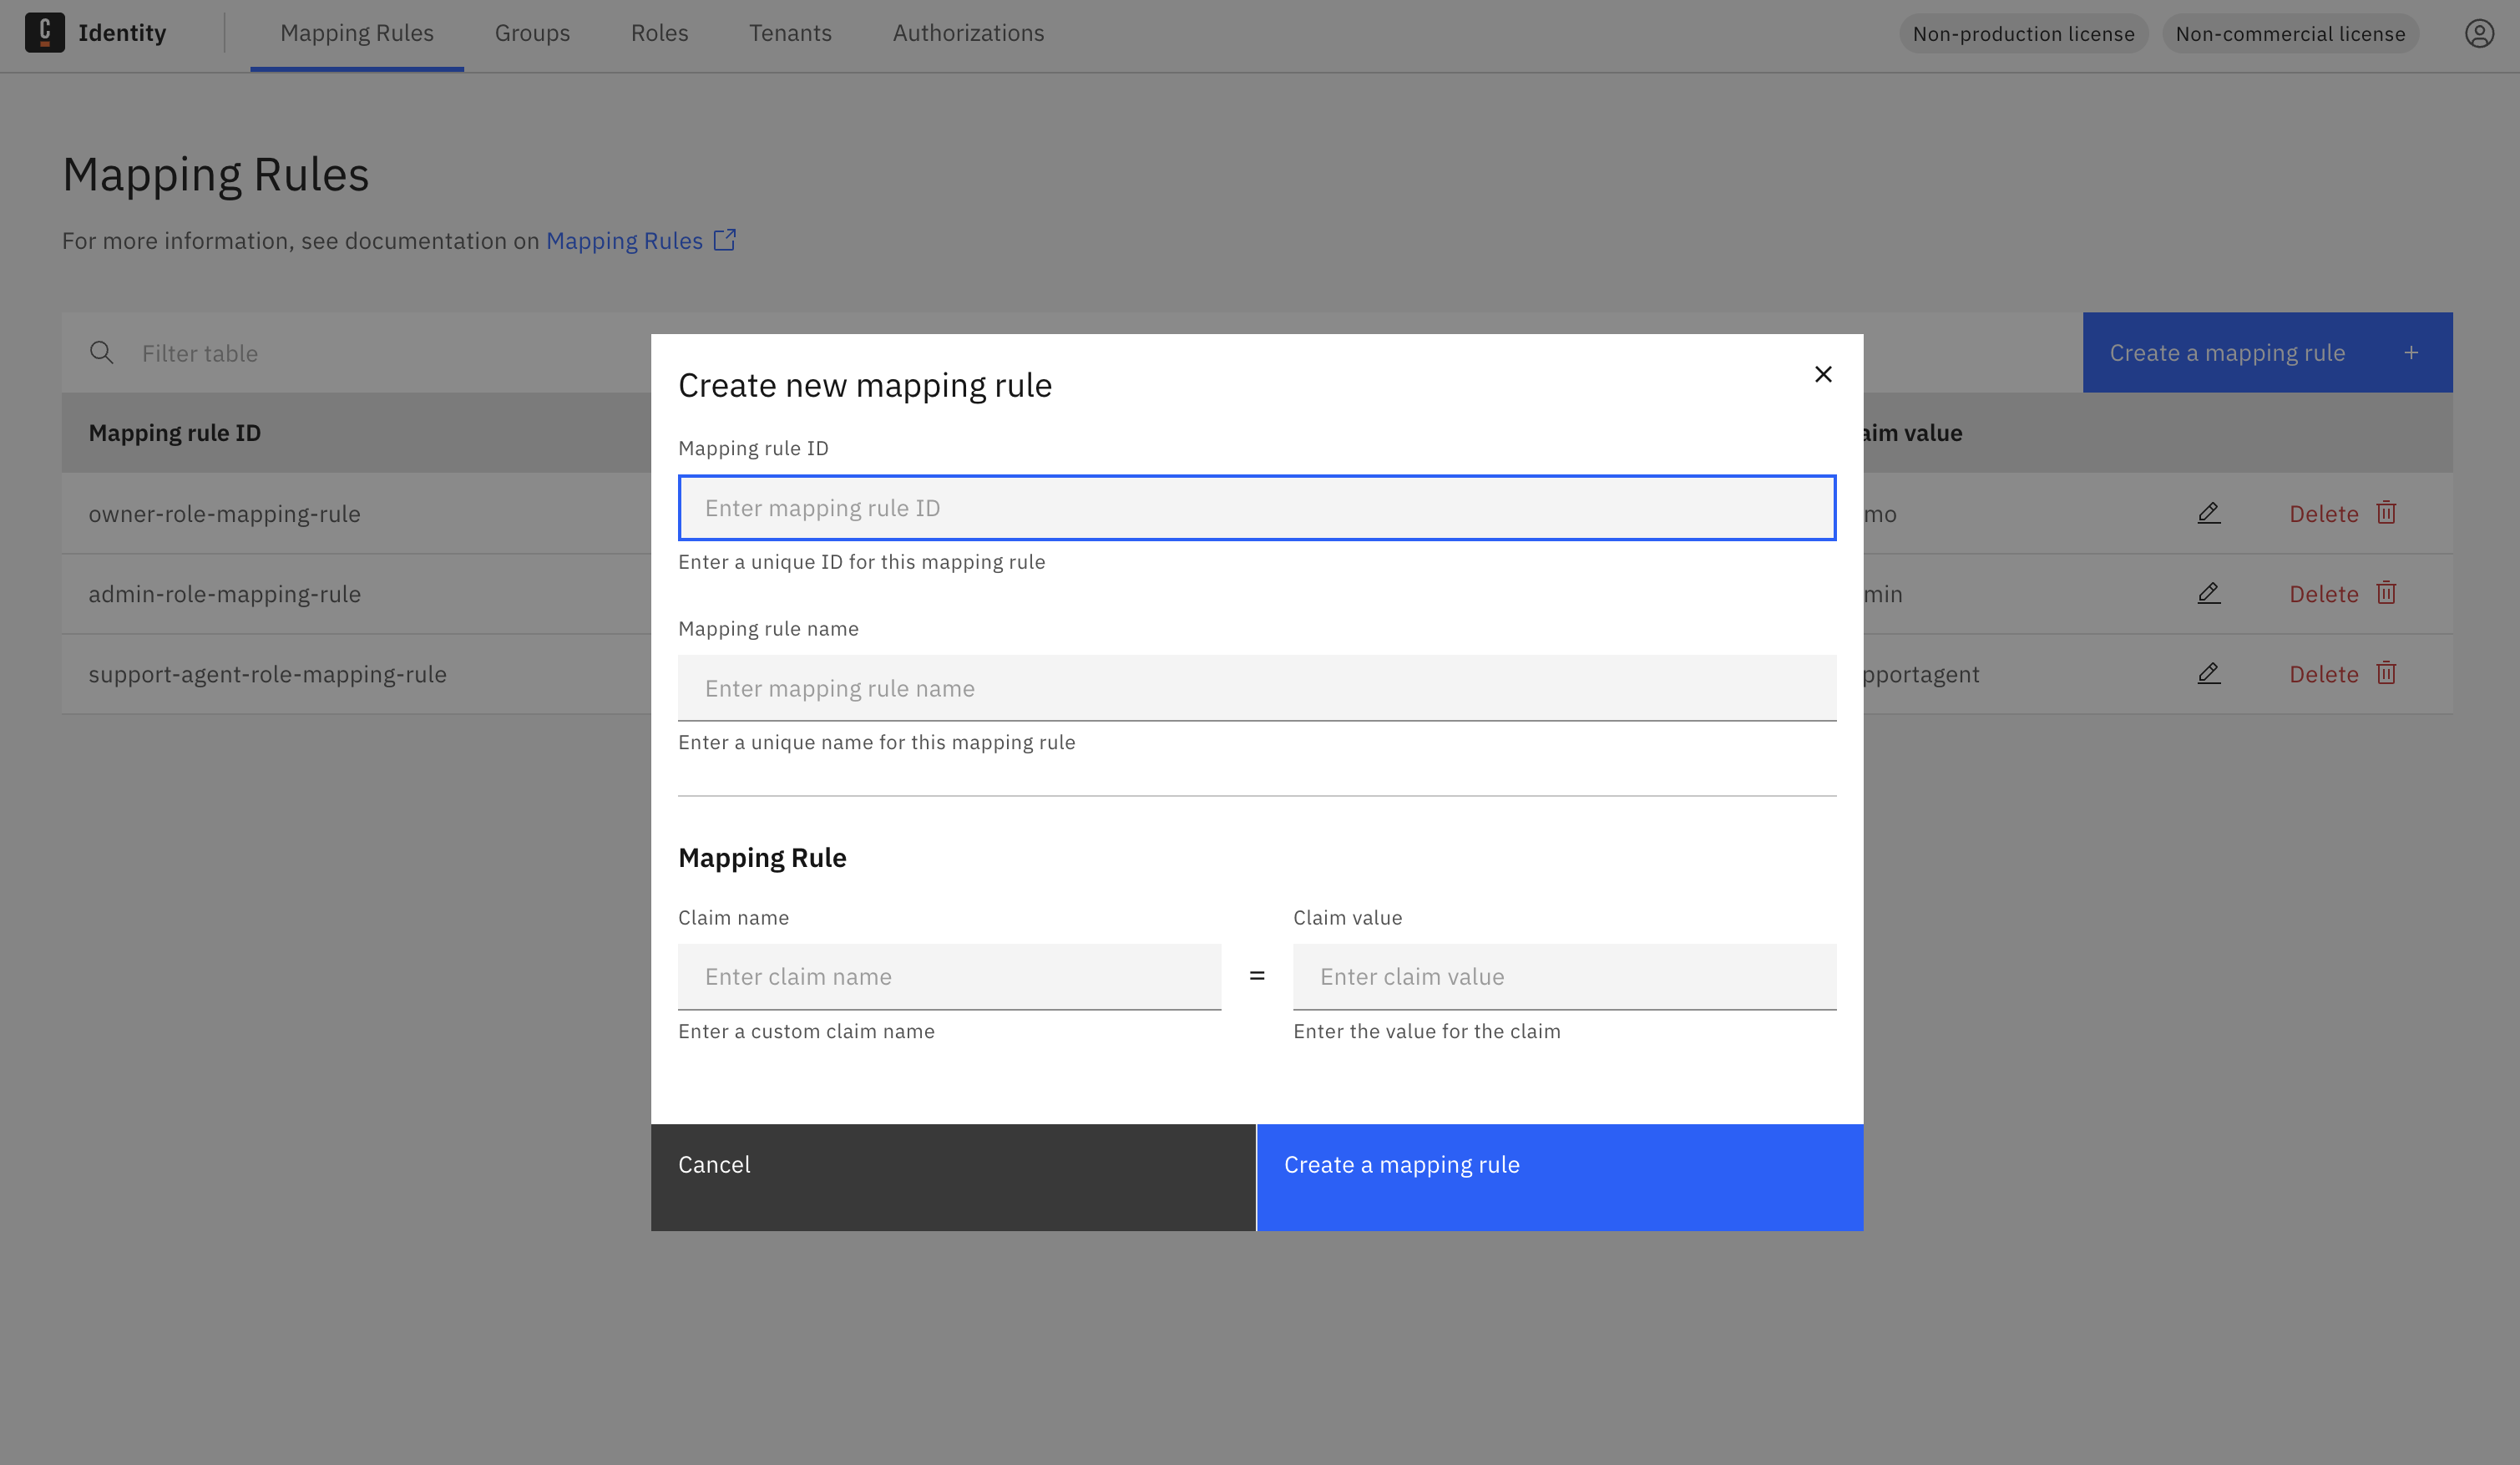 Identity
Mapping Rules
Groups
Roles
Tenants
Authorizations
Non-production license
Non-commercial license
Mapping Rules
For more information, see documentation on Mapping Rules
Filter table
Create a mapping rule +
Mapping rule ID
aim value
owner-role-mapping-rule
mo
Delete
admin-role-mapping-rule
min
Delete
support-agent-role-mapping-rule
pportagent
Delete
Create new mapping rule
Mapping rule ID
Enter mapping rule ID
Enter a unique ID for this mapping rule
Mapping rule name
Enter mapping rule name
Enter a unique name for this mapping rule
Mapping Rule
Claim name
Claim value
Enter claim name = Enter claim value
Enter a custom claim name
Enter the value for the claim
Cancel
Create a mapping rule